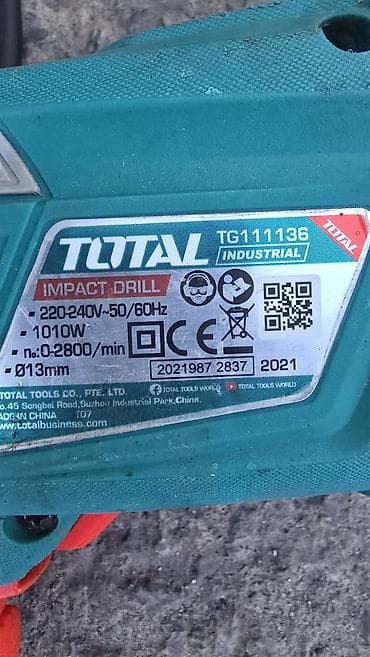 TOTAL TG111136
INDUSTRIAL
TOTAL
IMPACT DRILL
▪ 220-240V~50/60Hz
▪ 1010W
▪ n₀:0-2800/min
▪ Ø13mm
CE
2021987 2837 2021
TOTAL TOOLS CO., PTE. LTD. TOTAL TOOLS WORLD TOTAL TOOLS WORLD
No.45 Songbei Road,Suzhou Industrial Park,China.
MADE IN CHINA T07
www.totalbusiness.com